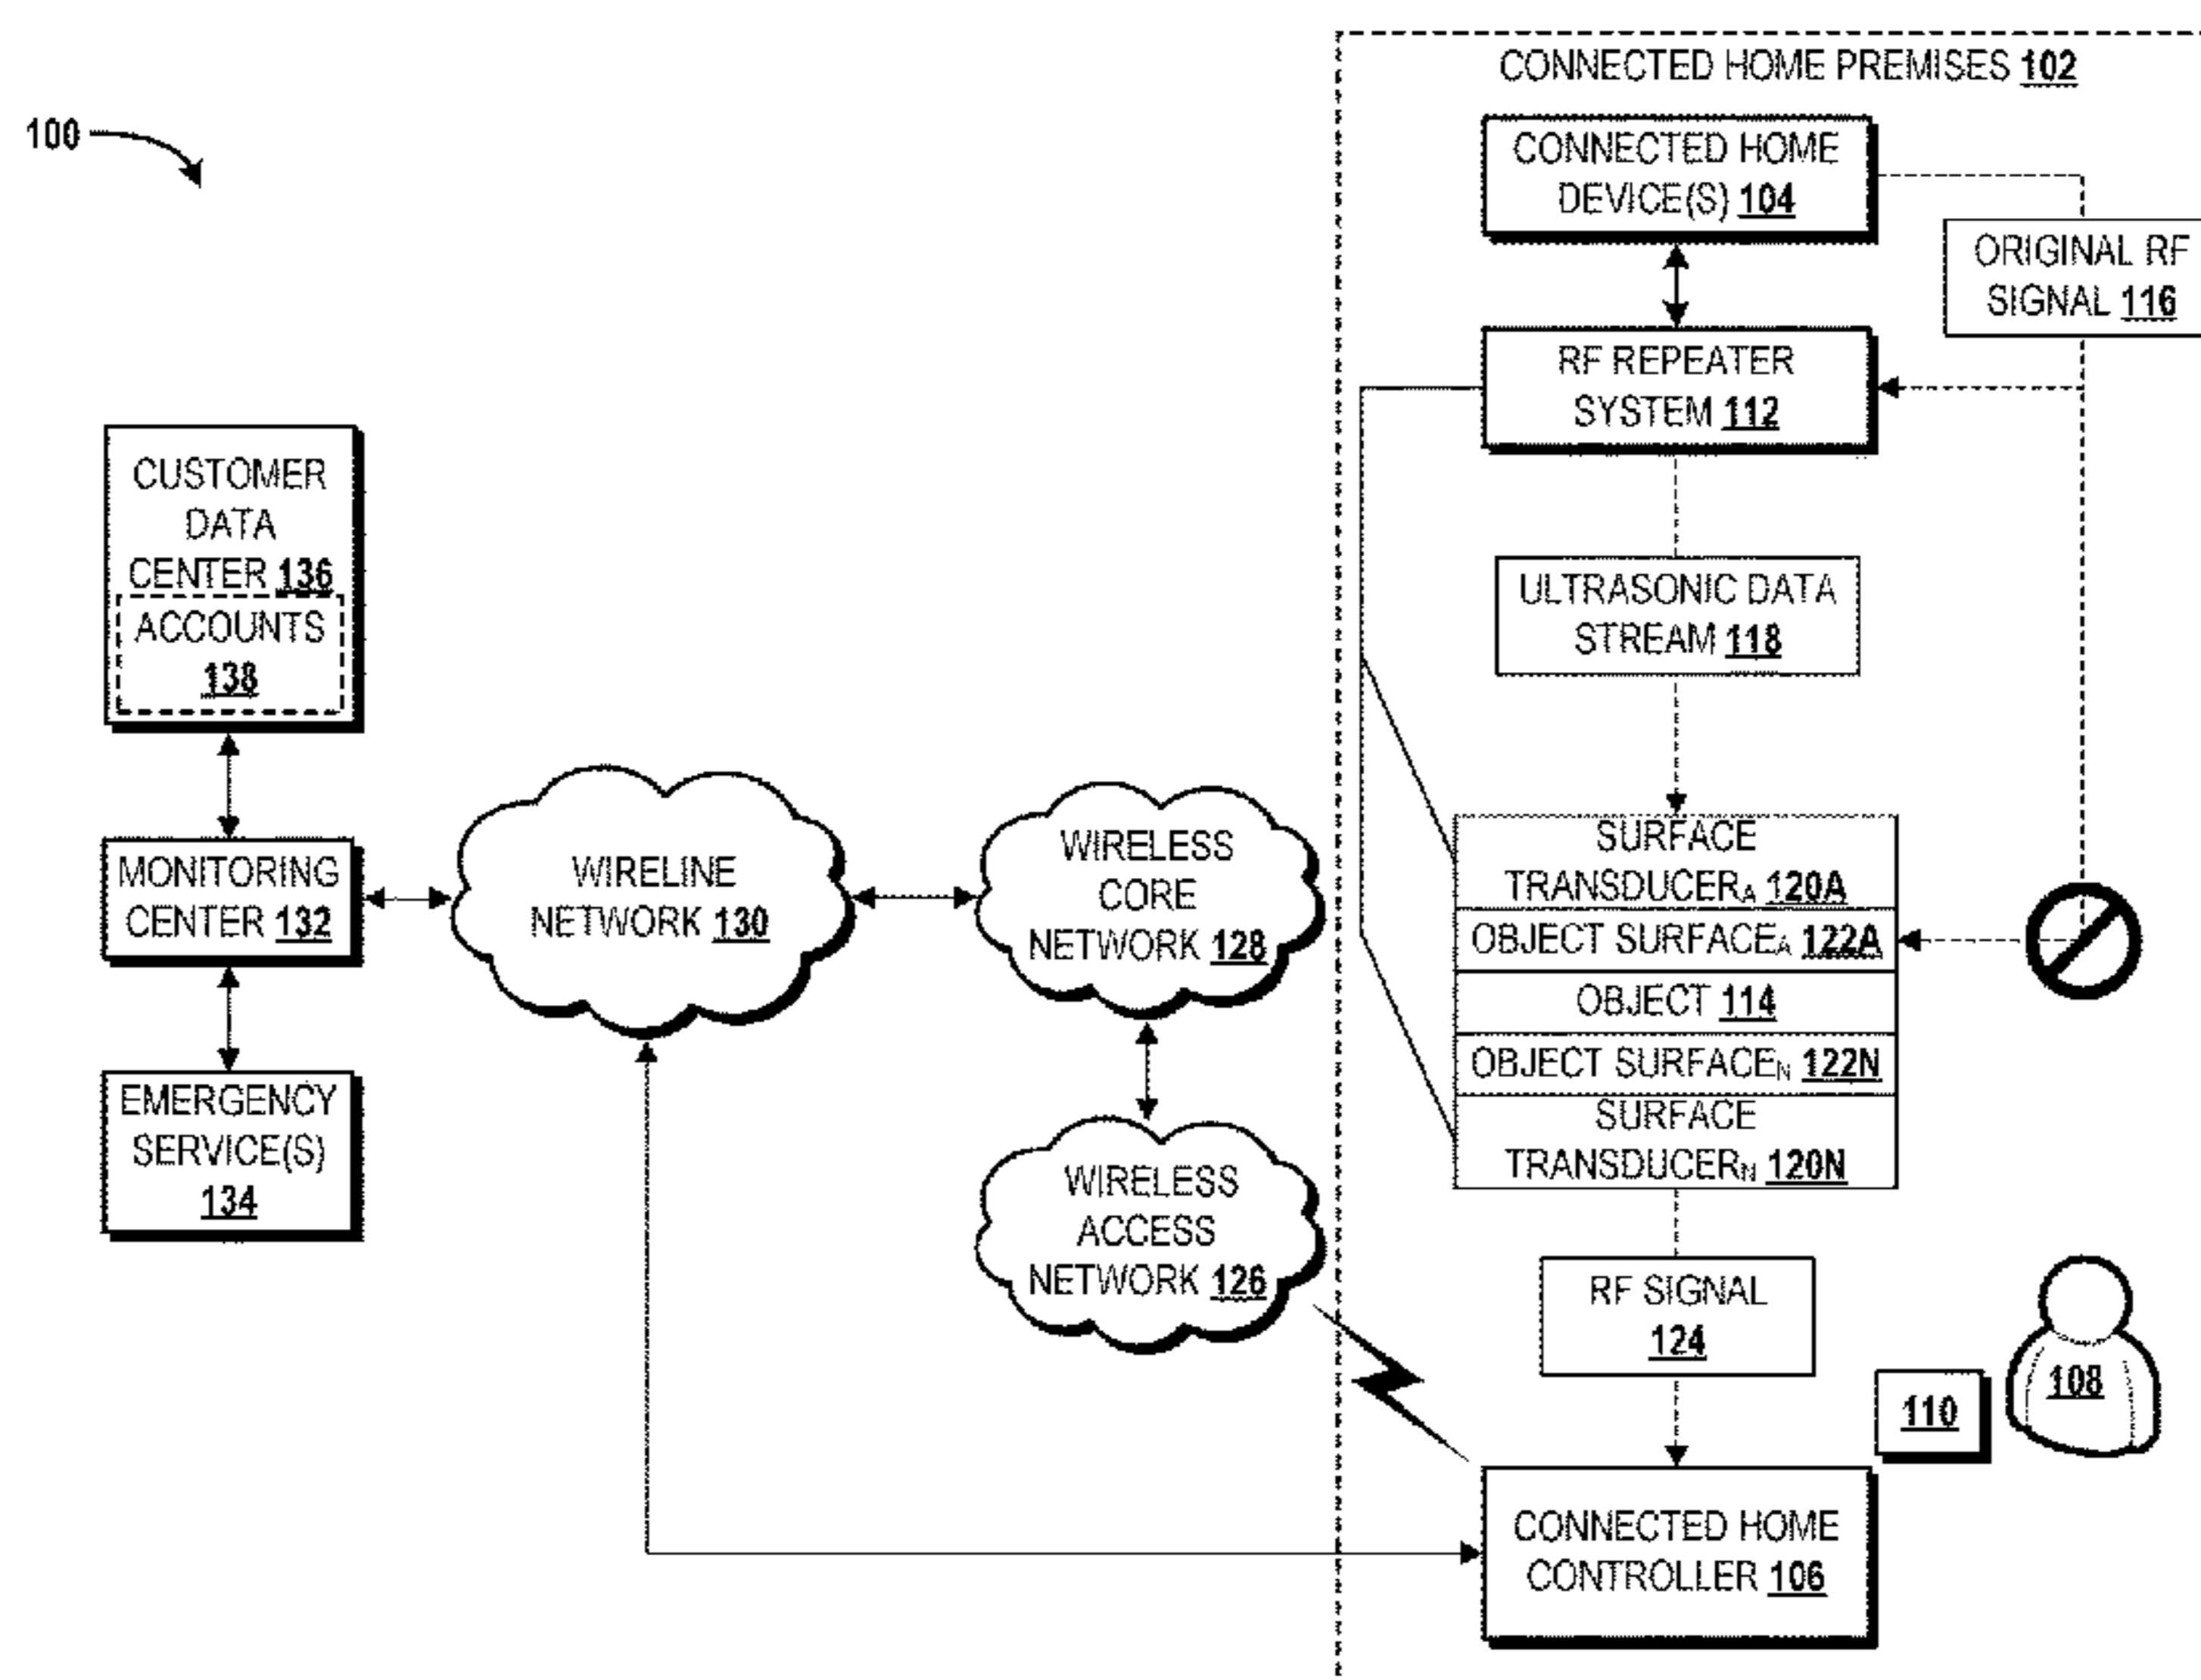 100
CONNECTED HOME PREMISES 102
CONNECTED HOME
DEVICE(S) 104
ORIGINAL RF
SIGNAL 116
RF REPEATER
SYSTEM 112
CUSTOMER
DATA
CENTER 136
ACCOUNTS
138
ULTRASONIC DATA
STREAM 118
MONITORING
CENTER 132
WIRELINE
NETWORK 130
WIRELESS
CORE
NETWORK 128
SURFACE
TRANSDUCERA 120A
OBJECT SURFACEA 122A
OBJECT 114
OBJECT SURFACEN 122N
SURFACE
TRANSDUCERN 120N
EMERGENCY
SERVICE(S)
134
WIRELESS
ACCESS
NETWORK 126
RF SIGNAL
124
108
110
CONNECTED HOME
CONTROLLER 106